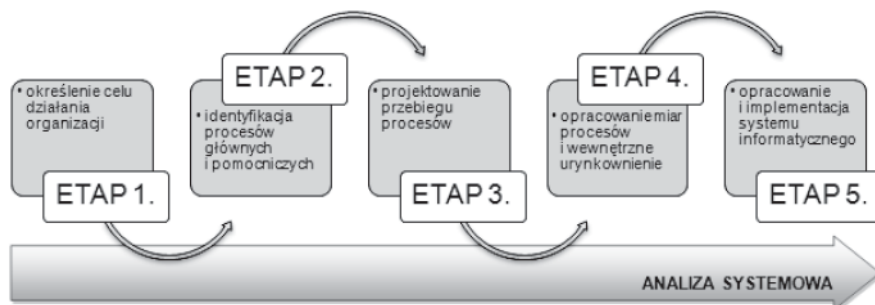 • określenie celu
działania
organizacji
ETAP 1.
ETAP 2.
• identyfikacja
procesów
głównych
i pomocniczych
• projektowanie
przebiegu
procesów
ETAP 3.
ETAP 4.
• opracowanie miar
procesów
i wewnętrzne
urynkownienie
• opracowanie
i implementacja
systemu
informatycznego
ETAP 5.
ANALIZA SYSTEMOWA